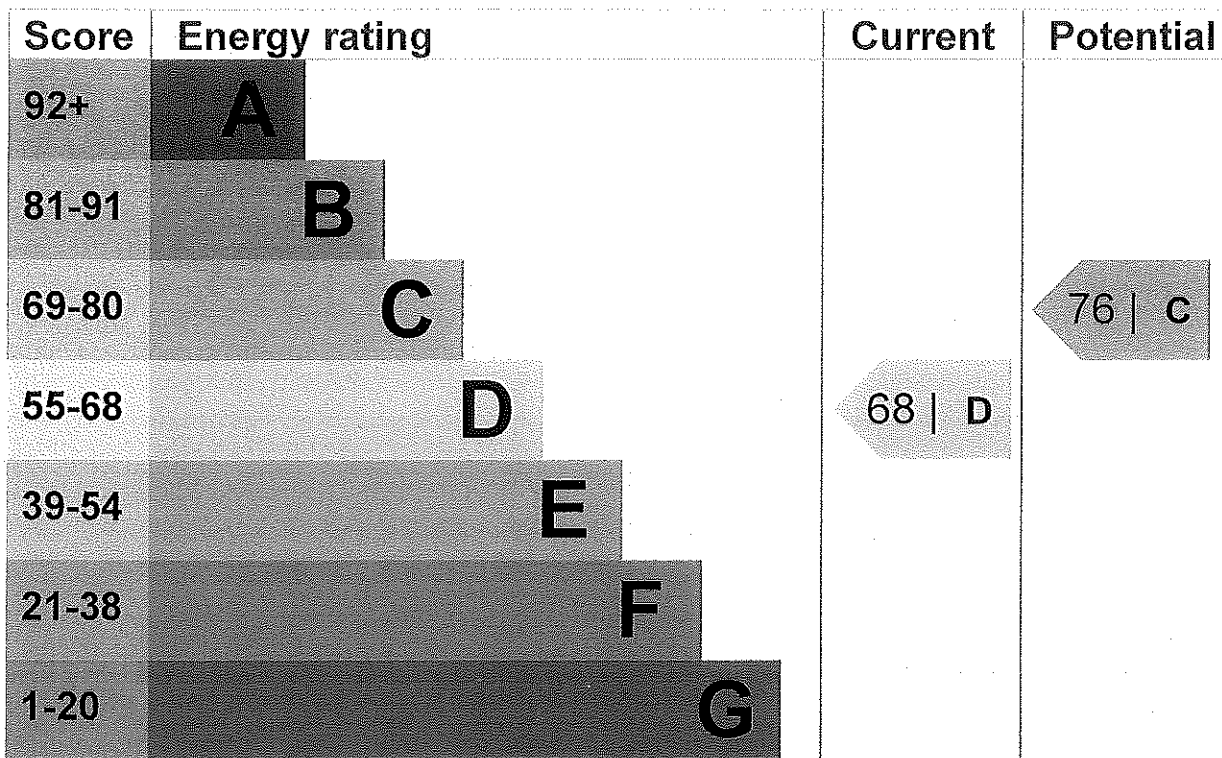 Score Energy rating Current Potential
92+ A
81-91 B
69-80 C 76 | C
55-68 D 68 | D
39-54 E
21-38 F
1-20 G